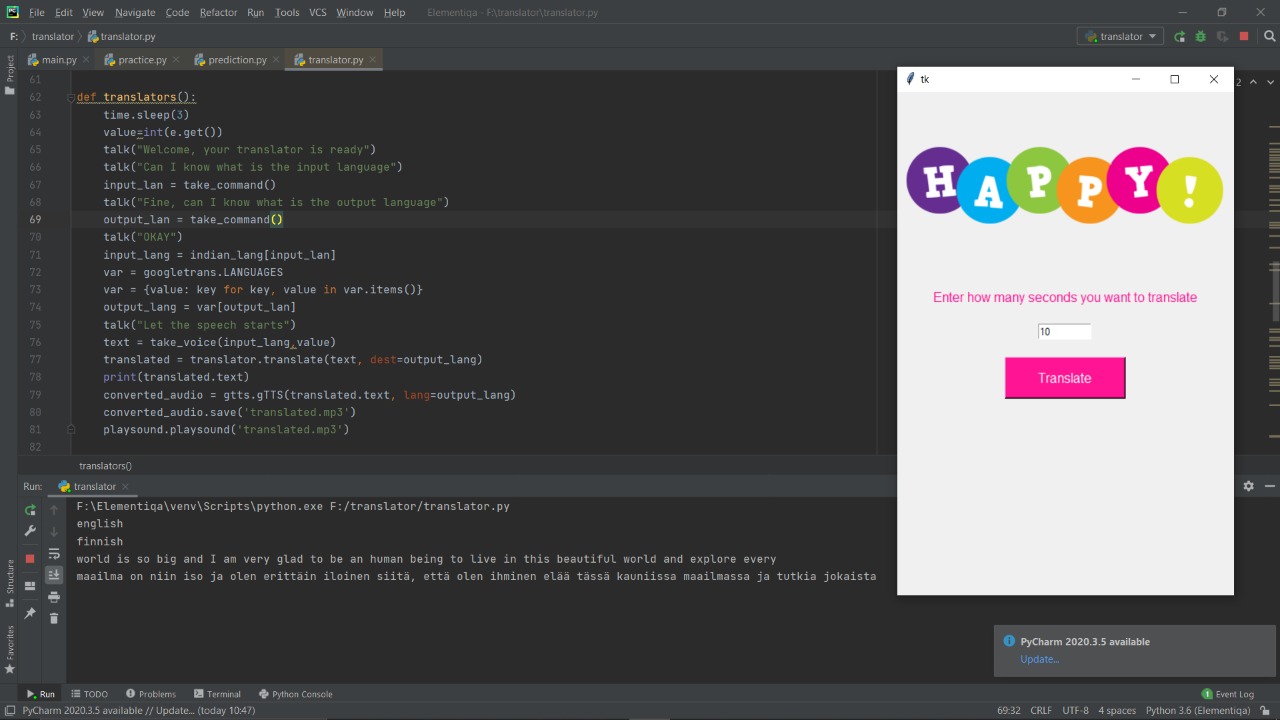 File Edit View Navigate Code Refactor Run Tools VCS Window Help Elementiqa - F:\translator\translator.py
F: translator translator.py translator
main.py practice.py prediction.py translator.py
Project
2
tk
61
62 def translators():
63 time.sleep(3)
64 value=int(e.get())
65 talk("Welcome, your translator is ready")
66 talk("Can I know what is the input language")
67 input_lan = take_command()
68 talk("Fine, can I know what is the output language")
69 output_lan = take_command()
70 talk("OKAY")
71 input_lang = indian_lang[input_lan]
72 var = googletrans.LANGUAGES
73 var = {value: key for key, value in var.items()}
74 output_lang = var[output_lan]
75 talk("Let the speech starts")
76 text = take_voice(input_lang,value)
77 translated = translator.translate(text, dest=output_lang)
78 print(translated.text)
79 converted_audio = gtts.gTTS(translated.text, lang=output_lang)
80 converted_audio.save('translated.mp3')
81 playsound.playsound('translated.mp3')
82
translators()
HAPPY!
Enter how many seconds you want to translate
10
Translate
Run: translator
F:\Elementiqa\venv\Scripts\python.exe F:/translator/translator.py
english
finnish
world is so big and I am very glad to be an human being to live in this beautiful world and explore every
maailma on niin iso ja olen erittäin iloinen siitä, että olen ihminen elää tässä kauniissa maailmassa ja tutkia jokaista
Structure
Favorites
PyCharm 2020.3.5 available
Update...
Run TODO Problems Terminal Python Console 1 Event Log
PyCharm 2020.3.5 available // Update... (today 10:47) 69:32 CRLF UTF-8 4 spaces Python 3.6 (Elementiqa)